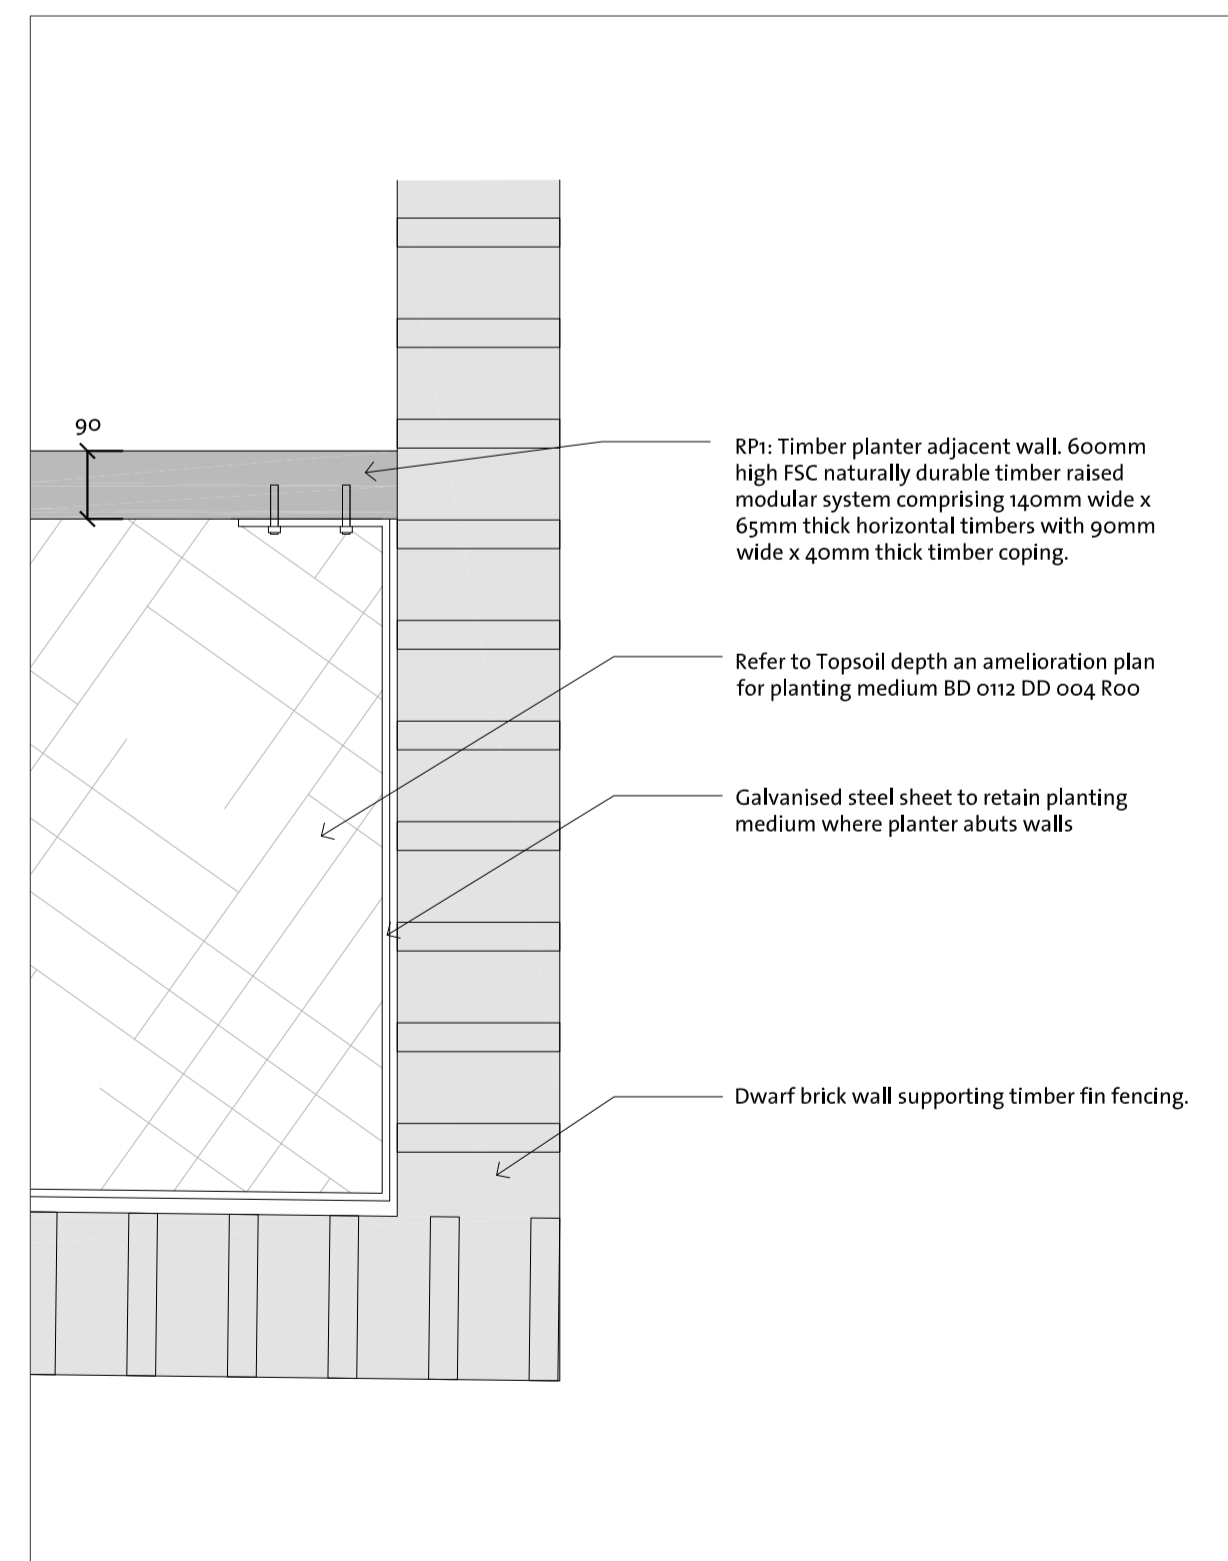 90
RP1: Timber planter adjacent wall. 600mm
high FSC naturally durable timber raised
modular system comprising 140mm wide x
65mm thick horizontal timbers with 90mm
wide x 40mm thick timber coping.
Refer to Topsoil depth an amelioration plan
for planting medium BD 0112 DD 004 R00
Galvanised steel sheet to retain planting
medium where planter abuts walls
Dwarf brick wall supporting timber fin fencing.